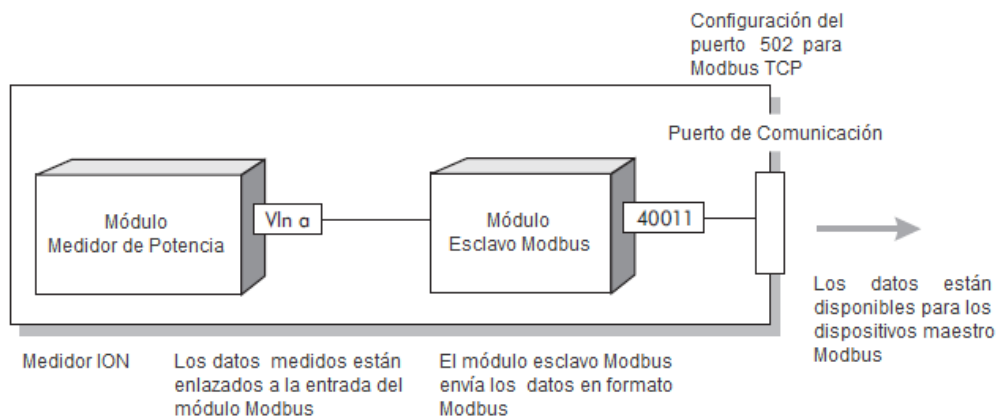 Configuración del
puerto 502 para
Modbus TCP
Puerto de Comunicación
Módulo
Medidor de Potencia
Vln a
Módulo
Esclavo Modbus
40011
Los datos están
disponibles para los
dispositivos maestro
Modbus
Medidor ION
Los datos medidos están
enlazados a la entrada del
módulo Modbus
El módulo esclavo Modbus
envía los datos en formato
Modbus